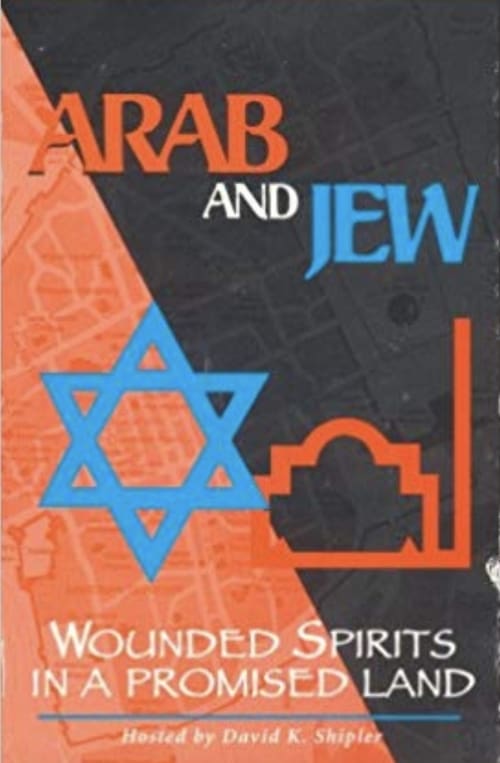 ARAB
AND JEW
WOUNDED SPIRITS
IN A PROMISED LAND
Hosted by David K. Shipler